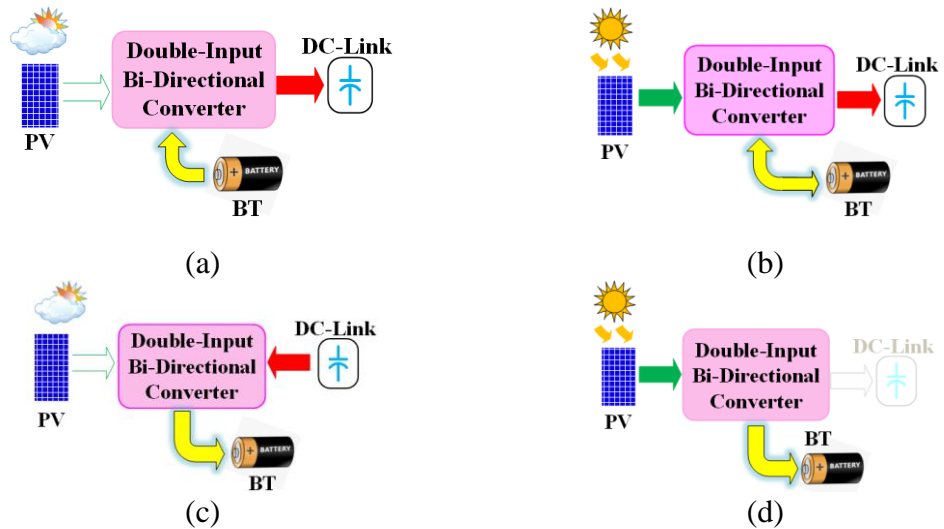 DC-Link
Double-Input
Bi-Directional
Converter
PV
BATTERY
BT
(a)
DC-Link
Double-Input
Bi-Directional
Converter
PV
BATTERY
BT
(b)
DC-Link
Double-Input
Bi-Directional
Converter
PV
BATTERY
BT
(c)
DC-Link
Double-Input
Bi-Directional
Converter
PV
BT
BATTERY
(d)